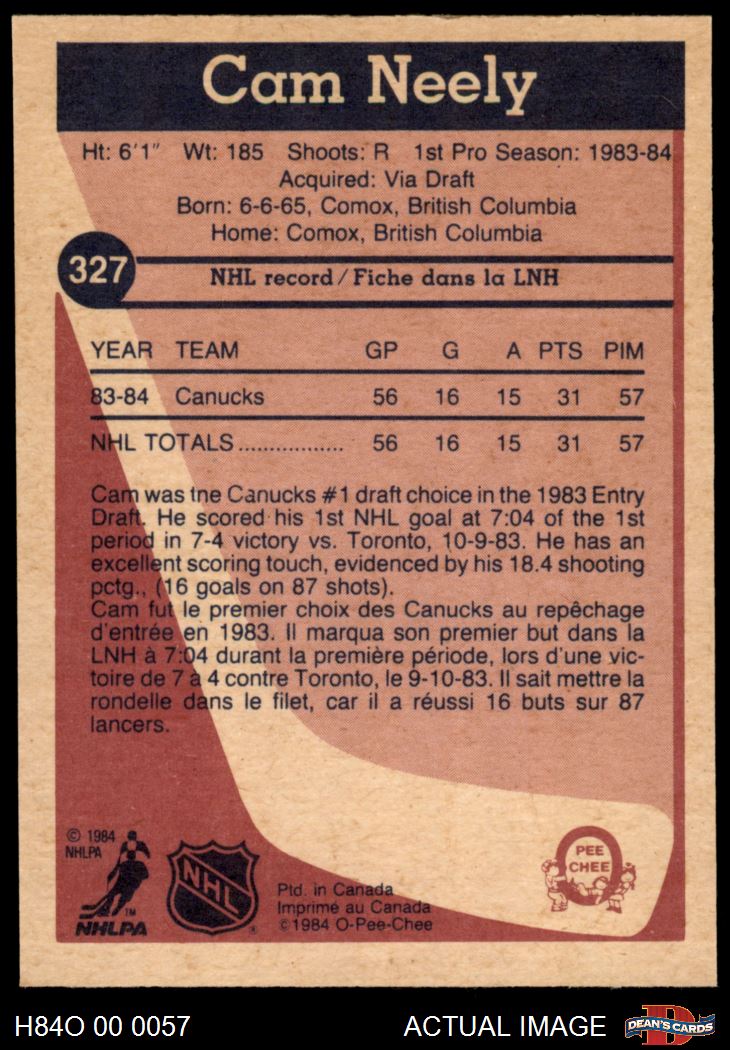 Cam Neely
Ht: 6'1" Wt: 185 Shoots: R 1st Pro Season: 1983-84
Acquired: Via Draft
Born: 6-6-65, Comox, British Columbia
Home: Comox, British Columbia
327
NHL record / Fiche dans la LNH
YEAR TEAM GP G A PTS PIM
83-84 Canucks 56 16 15 31 57
NHL TOTALS................. 56 16 15 31 57
Cam was tne Canucks #1 draft choice in the 1983 Entry
Draft. He scored his 1st NHL goal at 7:04 of the 1st
period in 7-4 victory vs. Toronto, 10-9-83. He has an
excellent scoring touch, evidenced by his 18.4 shooting
pctg., (16 goals on 87 shots).
Cam fut le premier choix des Canucks au repêchage
d'entrée en 1983. Il marqua son premier but dans la
LNH à 7:04 durant la première période, lors d'une vic-
toire de 7 à 4 contre Toronto, le 9-10-83. Il sait mettre la
rondelle dans le filet, car il a réussi 16 buts sur 87
lancers.
© 1984
NHLPA
TM
NHLPA
NHL
®
Ptd. in Canada
Imprimé au Canada
©1984 O-Pee-Chee
PEE
CHEE
H84O 00 0057
ACTUAL IMAGE
D
DEAN'S CARDS